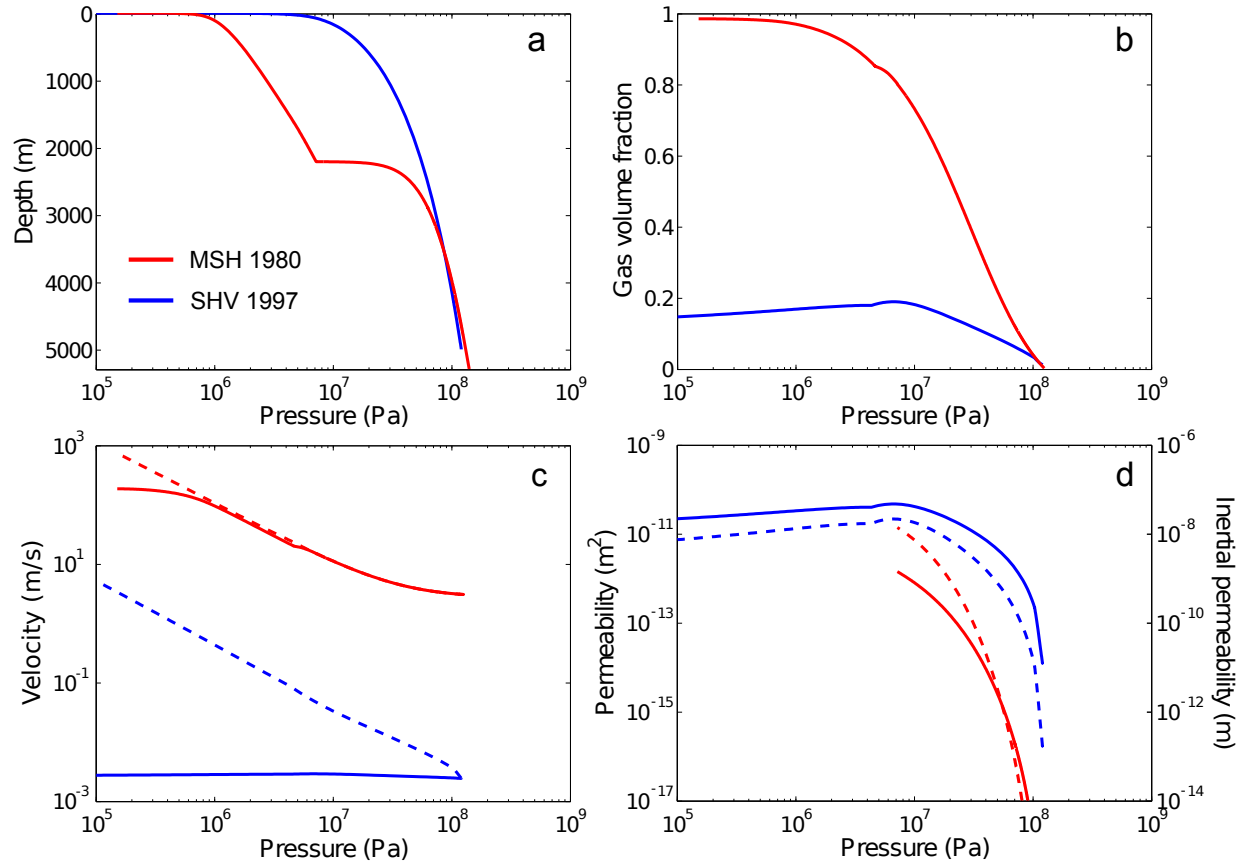 a
0
1000
2000
3000
4000
5000
Depth (m)
MSH 1980
SHV 1997
10^5 10^6 10^7 10^8 10^9
Pressure (Pa)
b
1
0.8
0.6
0.4
0.2
0
Gas volume fraction
10^5 10^6 10^7 10^8 10^9
Pressure (Pa)
c
10^3
10^1
10^-1
10^-3
Velocity (m/s)
10^5 10^6 10^7 10^8 10^9
Pressure (Pa)
d
10^-9
10^-11
10^-13
10^-15
10^-17
Permeability (m^2)
10^-6
10^-8
10^-10
10^-12
10^-14
Inertial permeability (m)
10^5 10^6 10^7 10^8 10^9
Pressure (Pa)